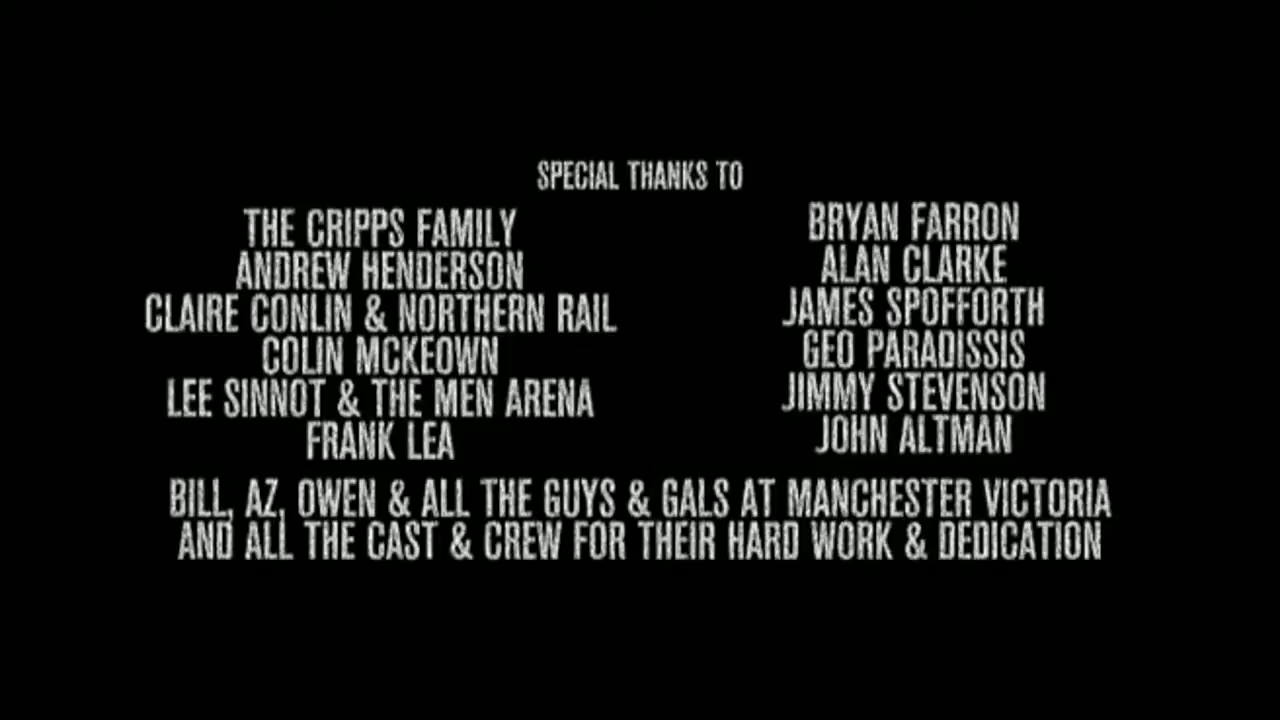 SPECIAL THANKS TO
THE CRIPPS FAMILY
ANDREW HENDERSON
CLAIRE CONLIN & NORTHERN RAIL
COLIN MCKEOWN
LEE SINNOT & THE MEN ARENA
FRANK LEA
BRYAN FARRON
ALAN CLARKE
JAMES SPOFFORTH
GEO PARADISSIS
JIMMY STEVENSON
JOHN ALTMAN
BILL, AZ, OWEN & ALL THE GUYS & GALS AT MANCHESTER VICTORIA
AND ALL THE CAST & CREW FOR THEIR HARD WORK & DEDICATION